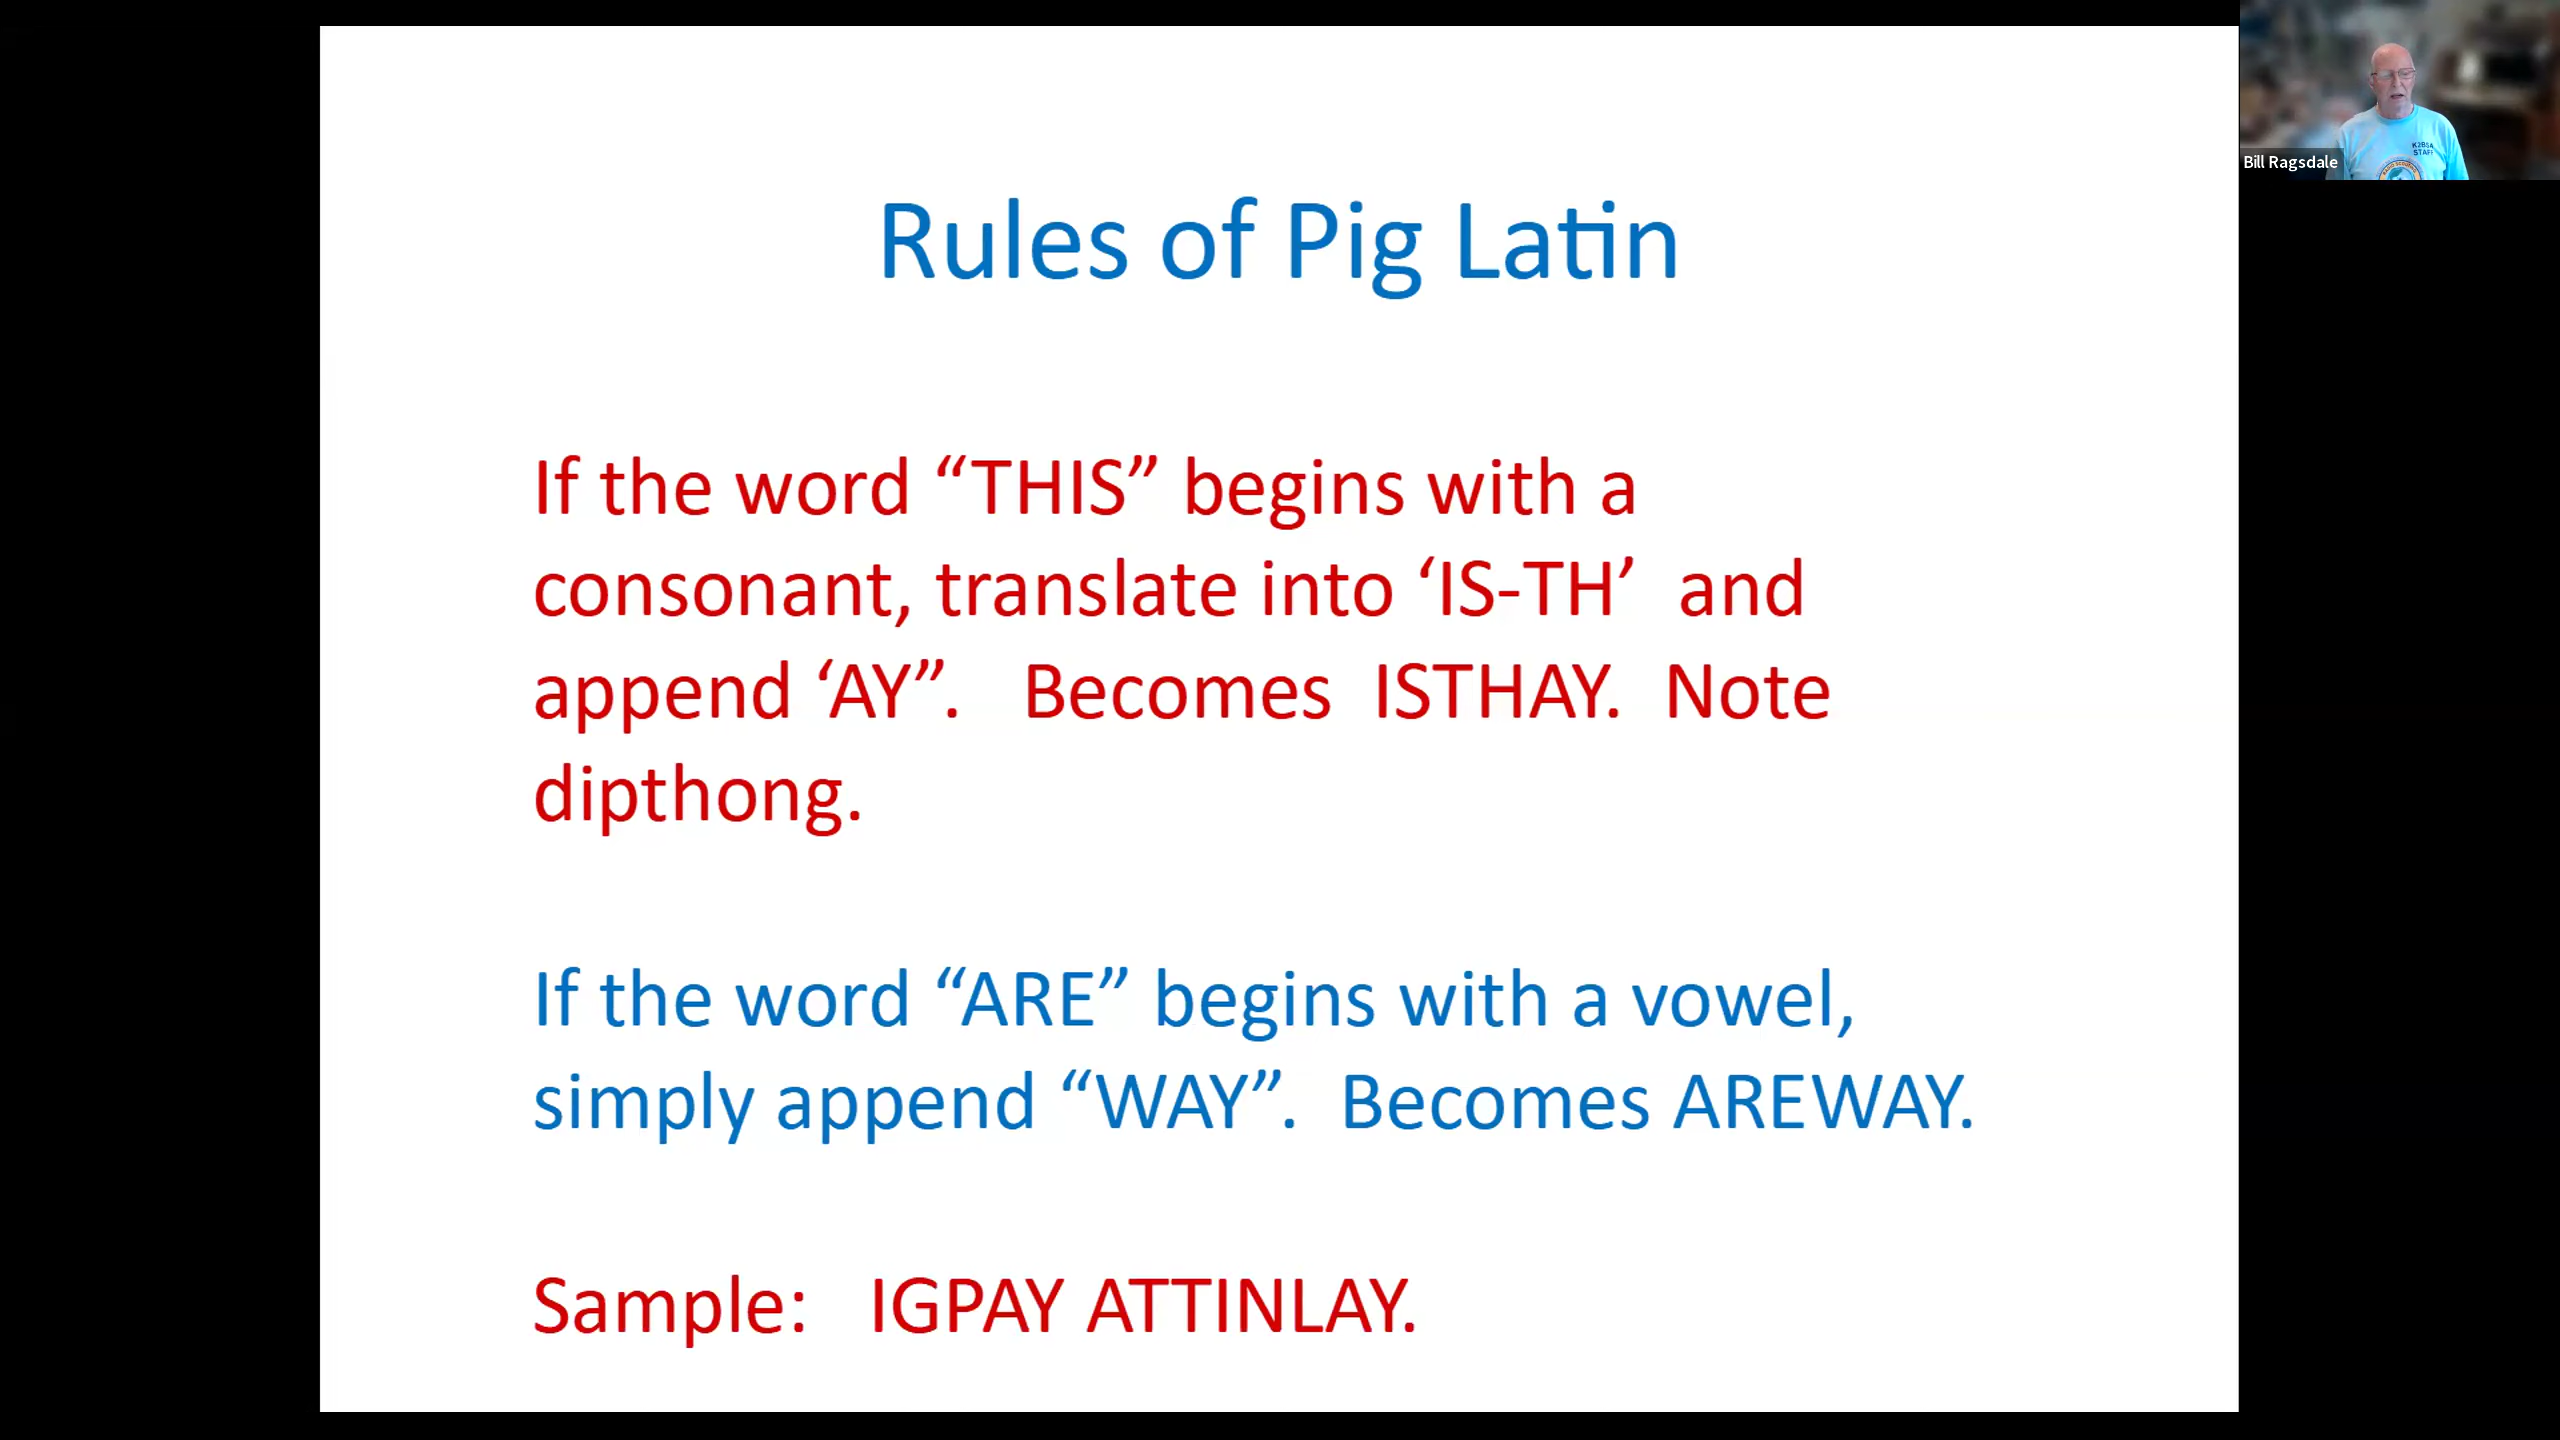 Rules of Pig Latin
If the word “THIS” begins with a
consonant, translate into ‘IS-TH’  and
append ‘AY”.   Becomes  ISTHAY.  Note
dipthong.
If the word “ARE” begins with a vowel,
simply append “WAY”.  Becomes AREWAY.
Sample:   IGPAY ATTINLAY.
K2BSA
STAFF
Bill Ragsdale